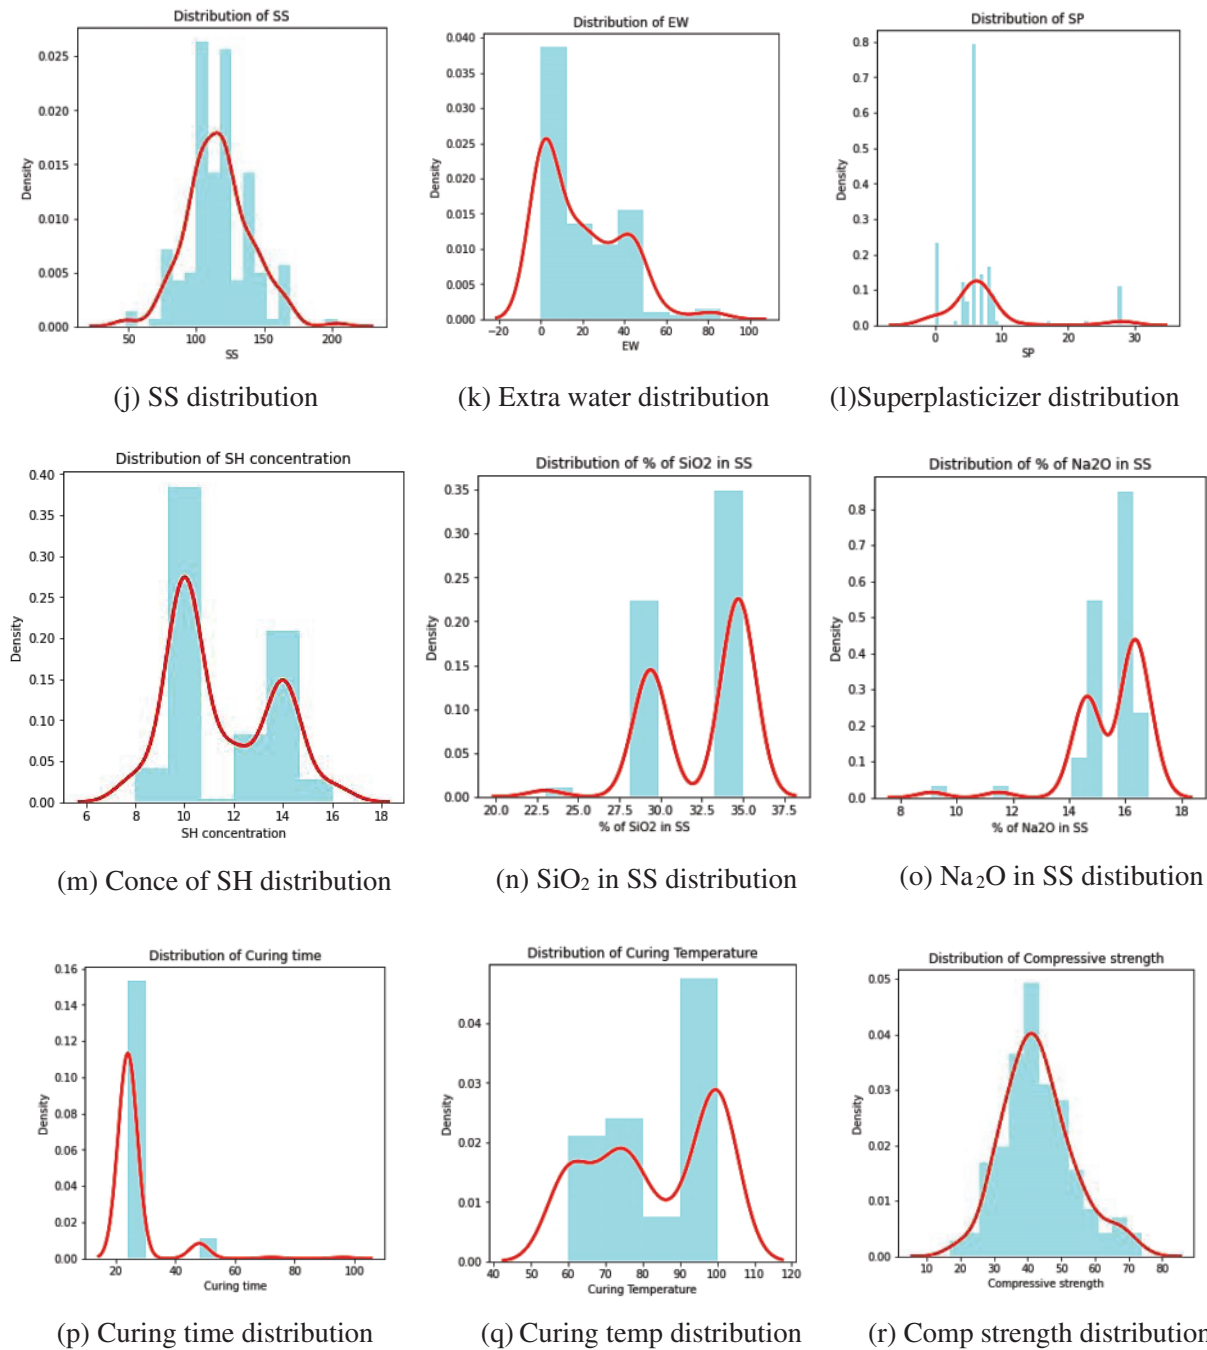 Distribution of SS
Density
0.025
0.020
0.015
0.010
0.005
0.000
50 100 150 200
SS
(j) SS distribution
Distribution of EW
Density
0.040
0.035
0.030
0.025
0.020
0.015
0.010
0.005
0.000
−20 0 20 40 60 80 100
EW
(k) Extra water distribution
Distribution of SP
Density
0.8
0.7
0.6
0.5
0.4
0.3
0.2
0.1
0.0
0 10 20 30
SP
(l)Superplasticizer distribution
Distribution of SH concentration
Density
0.40
0.35
0.30
0.25
0.20
0.15
0.10
0.05
0.00
6 8 10 12 14 16 18
SH concentration
(m) Conce of SH distribution
Distribution of % of SiO2 in SS
Density
0.35
0.30
0.25
0.20
0.15
0.10
0.05
0.00
20.0 22.5 25.0 27.5 30.0 32.5 35.0 37.5
% of SiO2 in SS
(n) SiO₂ in SS distribution
Distribution of % of Na2O in SS
Density
0.8
0.7
0.6
0.5
0.4
0.3
0.2
0.1
0.0
8 10 12 14 16 18
% of Na2O in SS
(o) Na₂O in SS distibution
Distribution of Curing time
Density
0.16
0.14
0.12
0.10
0.08
0.06
0.04
0.02
0.00
20 40 60 80 100
Curing time
(p) Curing time distribution
Distribution of Curing Temperature
Density
0.04
0.03
0.02
0.01
0.00
40 50 60 70 80 90 100 110 120
Curing Temperature
(q) Curing temp distribution
Distribution of Compressive strength
Density
0.05
0.04
0.03
0.02
0.01
0.00
10 20 30 40 50 60 70 80
Compressive strength
(r) Comp strength distribution